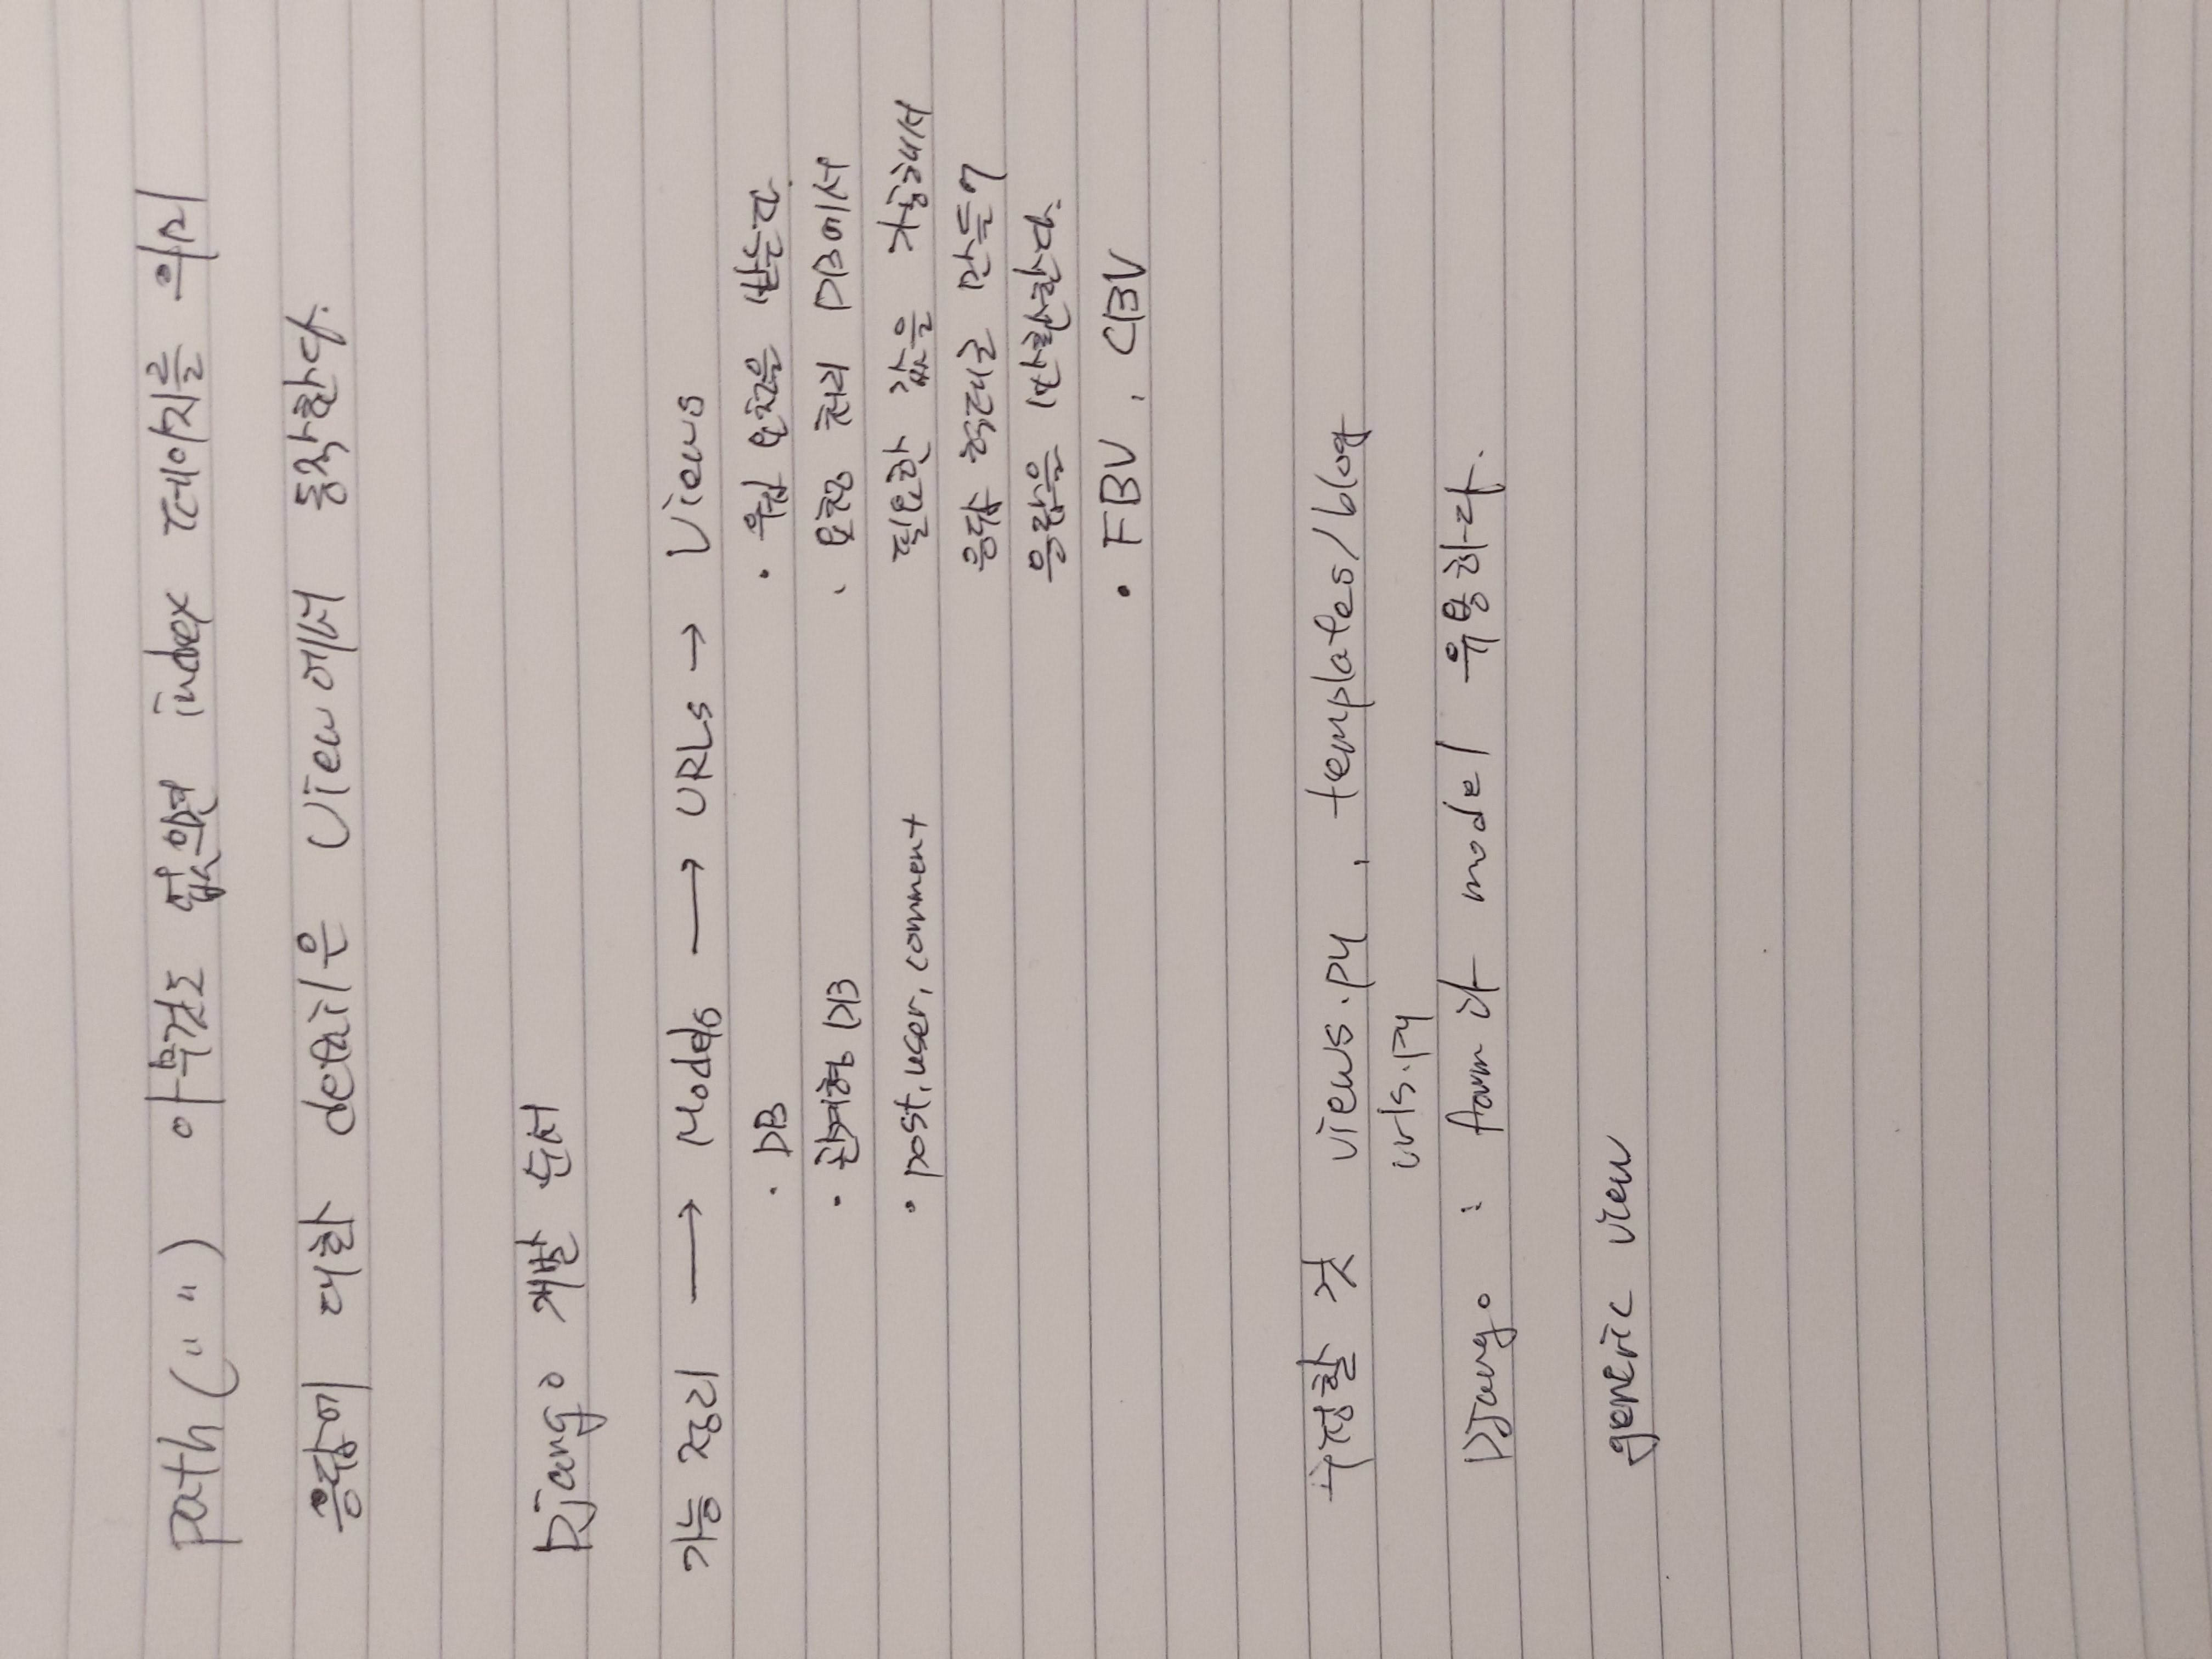 path (" ") 아무것도 없으면 index 페이지를 의미
응답에 대한 detail은 View에서 동작한다.
Django 개발 순서
기능 정리 → Models → URLs → Views
· DB
· 관계형 DB
· post, user, comment
· 웹 요청을 받는다.
· 요청 처리 DB에서
필요한 값을 가공해서
응답 형태로 만들어
응답을 반환한다.
· FBV , CBV
수정할 것 views.py , templates/blog
urls.py
Django : form과 model 유용하다.
generic view